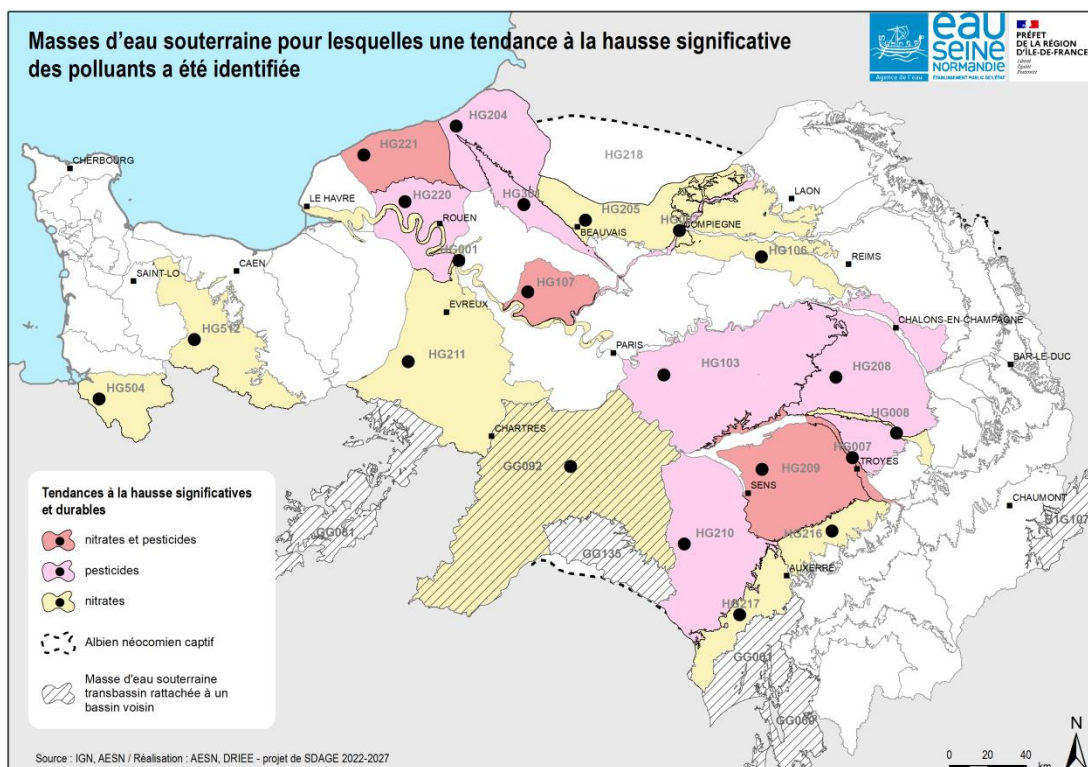 Masses d'eau souterraine pour lesquelles une tendance à la hausse significative
des polluants a été identifiée
eau
SEINE
NORMANDIE
Agence de l'eau
ÉTABLISSEMENT PUBLIC DE L'ÉTAT
PRÉFET
DE LA RÉGION
D'ÎLE-DE-FRANCE
Liberté
Égalité
Fraternité
HG204
HG221
HG218
CHERBOURG
LAON
HG220
LE HAVRE
HG301
HG205
ROUEN
BEAUVAIS
COMPIEGNE
HG001
HG106
REIMS
SAINT-LO
CAEN
HG107
EVREUX
CHALONS-EN-CHAMPAGNE
HG512
PARIS
HG211
HG103
HG208
BAR-LE-DUC
HG504
HG008
CHARTRES
HG007
TROYES
GG092
HG209
SENS
CHAUMONT
GG081
HG210
HG216
GG135
AUXERRE
HG217
GG061
Tendances à la hausse significatives
et durables
nitrates et pesticides
pesticides
nitrates
Albien néocomien captif
Masse d'eau souterraine
transbassin rattachée à un
bassin voisin
Source : IGN, AESN / Réalisation : AESN, DRIEE - projet de SDAGE 2022-2027
N
0 20 40
km